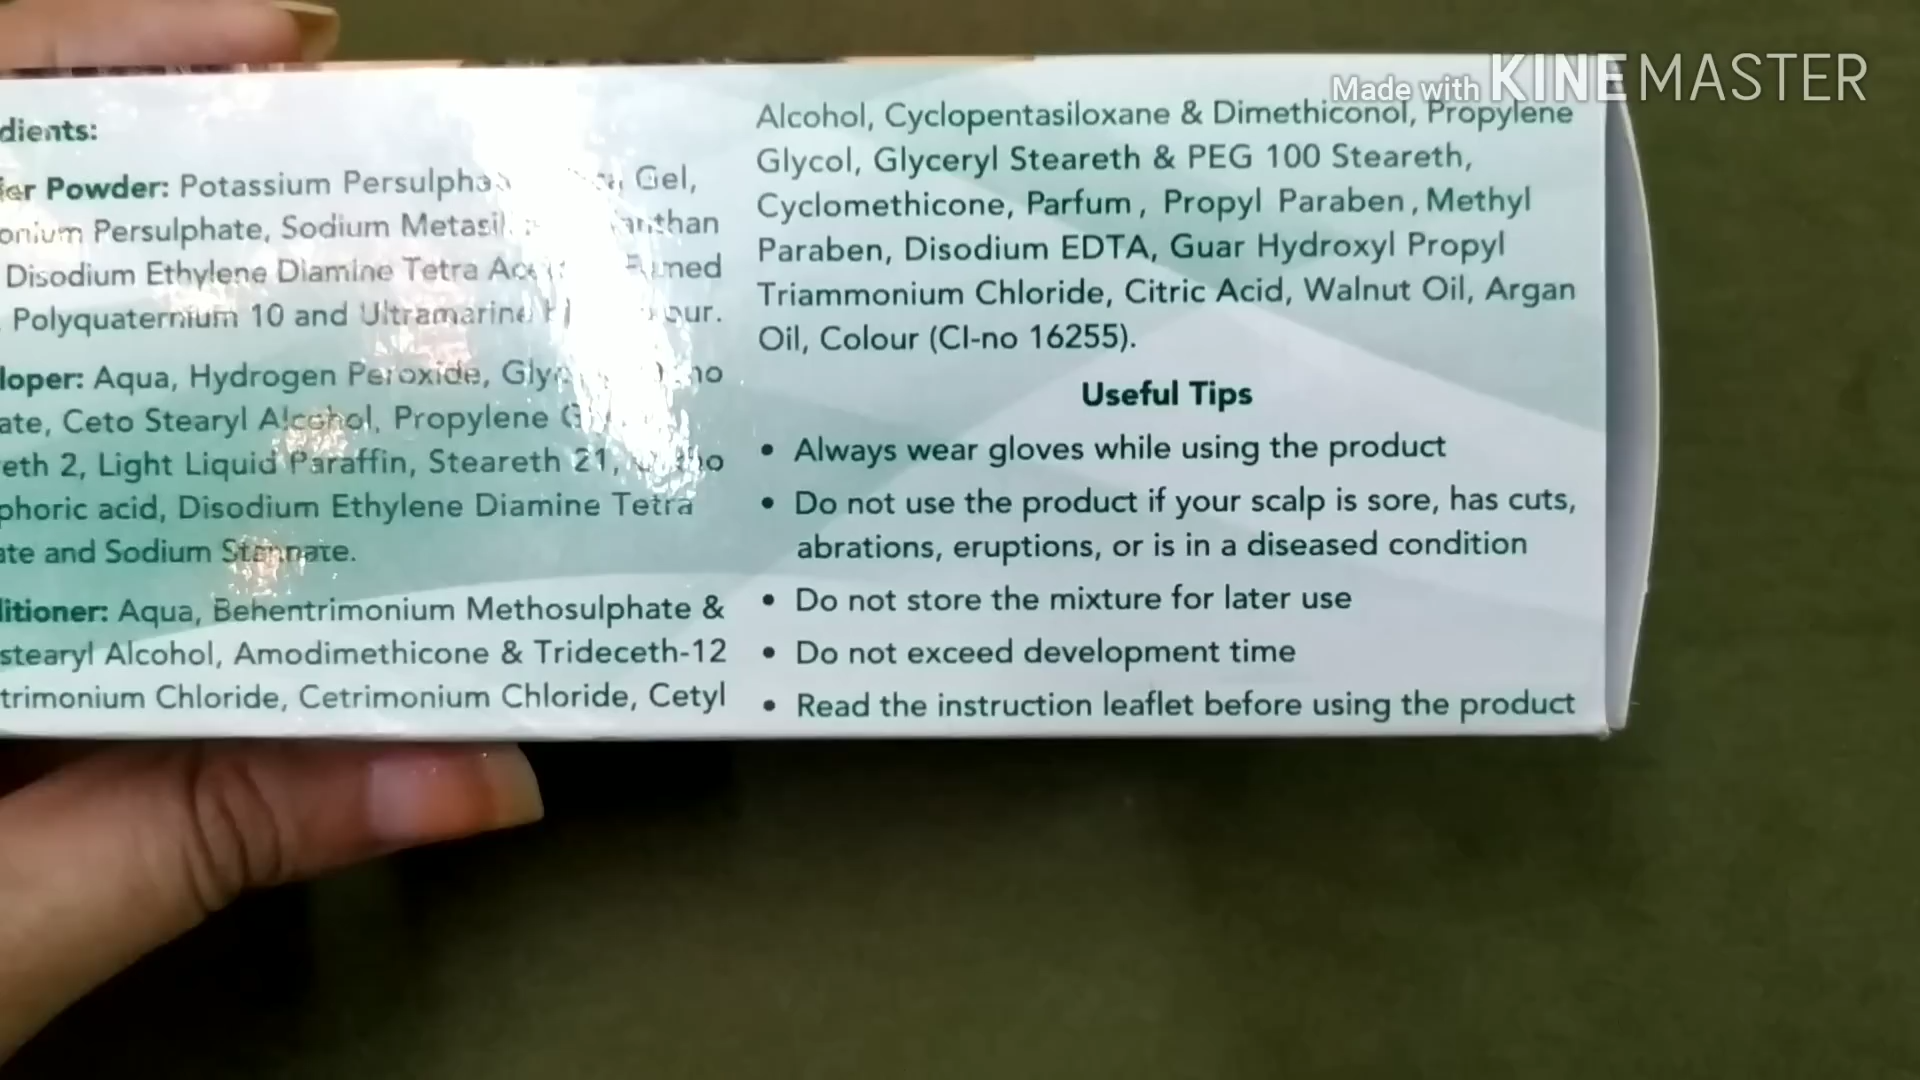 Made with KINEMASTER
dients:
er Powder: Potassium Gel,
onium Persulphate, Sodium
Disodium Ethylene Diamine Tetra
Polyquaternium 10 and Ultramarine
loper: Aqua, Hydrogen Peroxide,
ate, Ceto Stearyl Alcohol, Propylene
eth 2, Light Liquid Paraffin, Steareth 21,
phoric acid, Disodium Ethylene Diamine Tetra
ate and Sodium Stannate.
litioner: Aqua, Behentrimonium Methosulphate &
stearyl Alcohol, Amodimethicone & Trideceth-12
trimonium Chloride, Cetrimonium Chloride, Cetyl
Alcohol, Cyclopentasiloxane & Dimethiconol, Propylene
Glycol, Glyceryl Steareth & PEG 100 Steareth,
Cyclomethicone, Parfum, Propyl Paraben, Methyl
Paraben, Disodium EDTA, Guar Hydroxyl Propyl
Triammonium Chloride, Citric Acid, Walnut Oil, Argan
Oil, Colour (CI-no 16255).
Useful Tips
• Always wear gloves while using the product
• Do not use the product if your scalp is sore, has cuts,
abrations, eruptions, or is in a diseased condition
• Do not store the mixture for later use
• Do not exceed development time
• Read the instruction leaflet before using the product